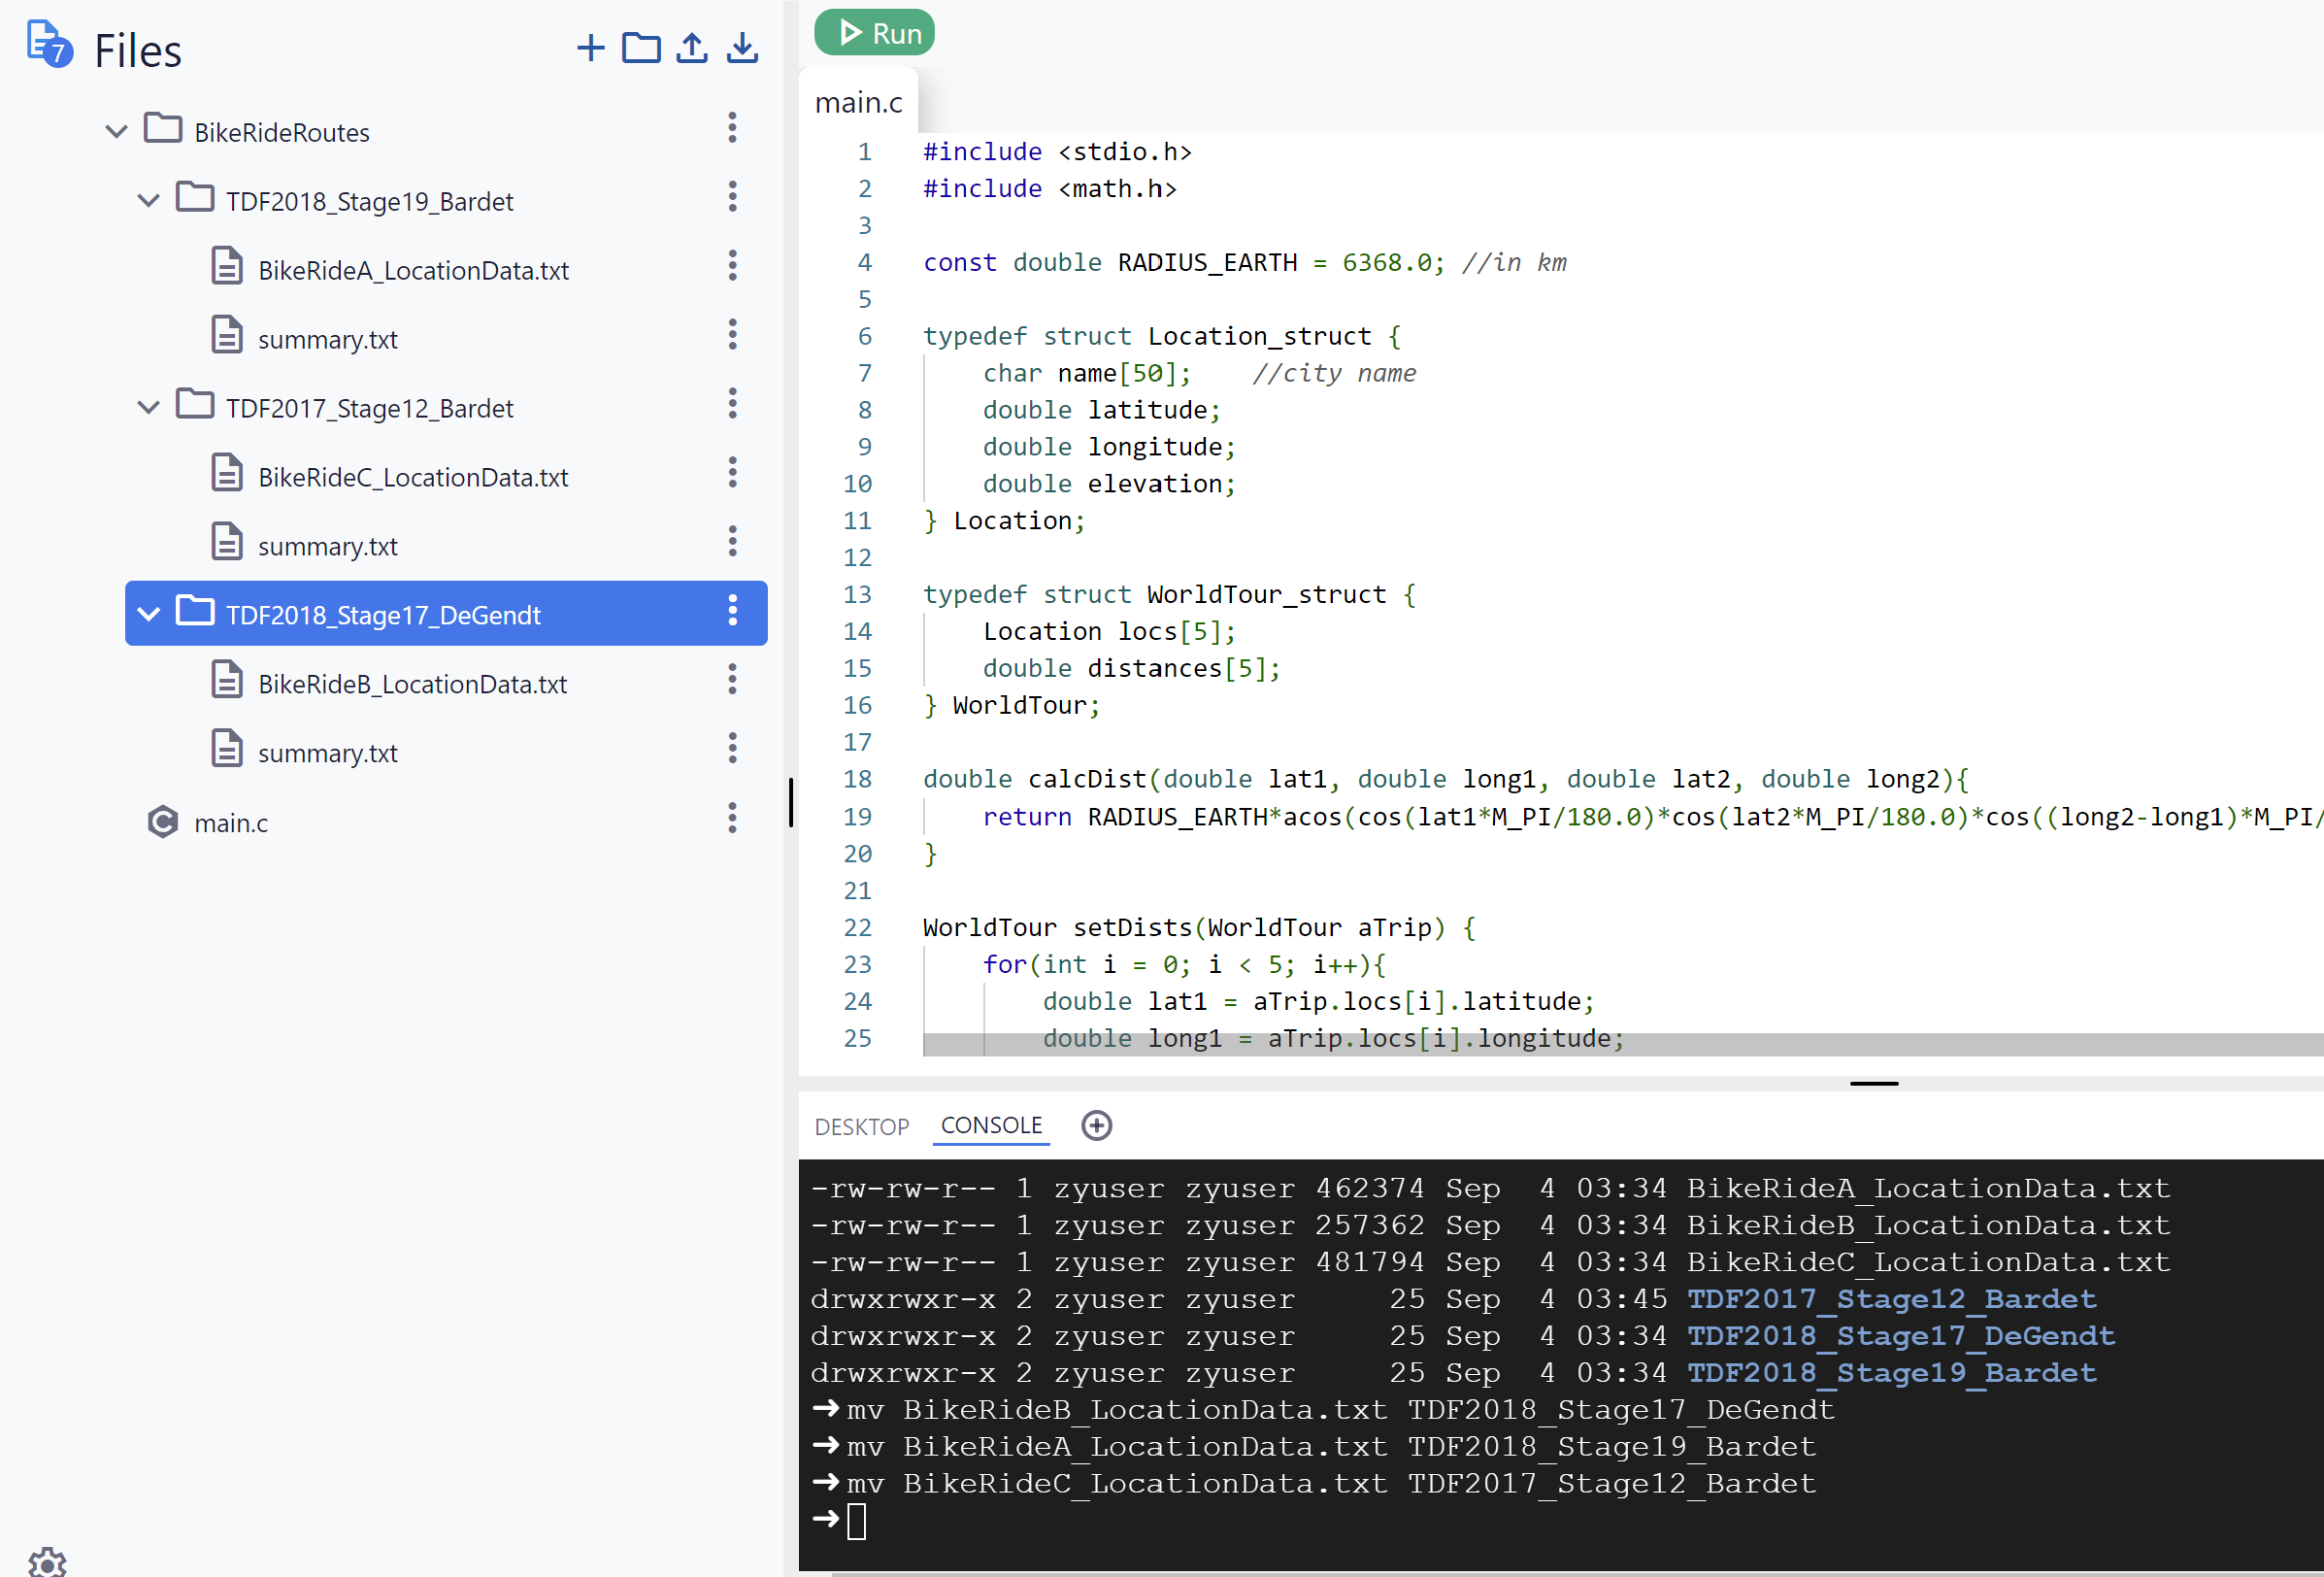 7
Files
BikeRideRoutes
TDF2018_Stage19_Bardet
BikeRideA_LocationData.txt
summary.txt
TDF2017_Stage12_Bardet
BikeRideC_LocationData.txt
summary.txt
TDF2018_Stage17_DeGendt
BikeRideB_LocationData.txt
summary.txt
main.c
Run
main.c
1 #include <stdio.h>
2 #include <math.h>
3
4 const double RADIUS_EARTH = 6368.0; //in km
5
6 typedef struct Location_struct {
7 char name[50]; //city name
8 double latitude;
9 double longitude;
10 double elevation;
11 } Location;
12
13 typedef struct WorldTour_struct {
14 Location locs[5];
15 double distances[5];
16 } WorldTour;
17
18 double calcDist(double lat1, double long1, double lat2, double long2){
19 return RADIUS_EARTH*acos(cos(lat1*M_PI/180.0)*cos(lat2*M_PI/180.0)*cos((long2-long1)*M_PI/
20 }
21
22 WorldTour setDists(WorldTour aTrip) {
23 for(int i = 0; i < 5; i++){
24 double lat1 = aTrip.locs[i].latitude;
25 double long1 = aTrip.locs[i].longitude;
DESKTOP CONSOLE
-rw-rw-r-- 1 zyuser zyuser 462374 Sep  4 03:34 BikeRideA_LocationData.txt
-rw-rw-r-- 1 zyuser zyuser 257362 Sep  4 03:34 BikeRideB_LocationData.txt
-rw-rw-r-- 1 zyuser zyuser 481794 Sep  4 03:34 BikeRideC_LocationData.txt
drwxrwxr-x 2 zyuser zyuser     25 Sep  4 03:45 TDF2017_Stage12_Bardet
drwxrwxr-x 2 zyuser zyuser     25 Sep  4 03:34 TDF2018_Stage17_DeGendt
drwxrwxr-x 2 zyuser zyuser     25 Sep  4 03:34 TDF2018_Stage19_Bardet
➜ mv BikeRideB_LocationData.txt TDF2018_Stage17_DeGendt
➜ mv BikeRideA_LocationData.txt TDF2018_Stage19_Bardet
➜ mv BikeRideC_LocationData.txt TDF2017_Stage12_Bardet
➜